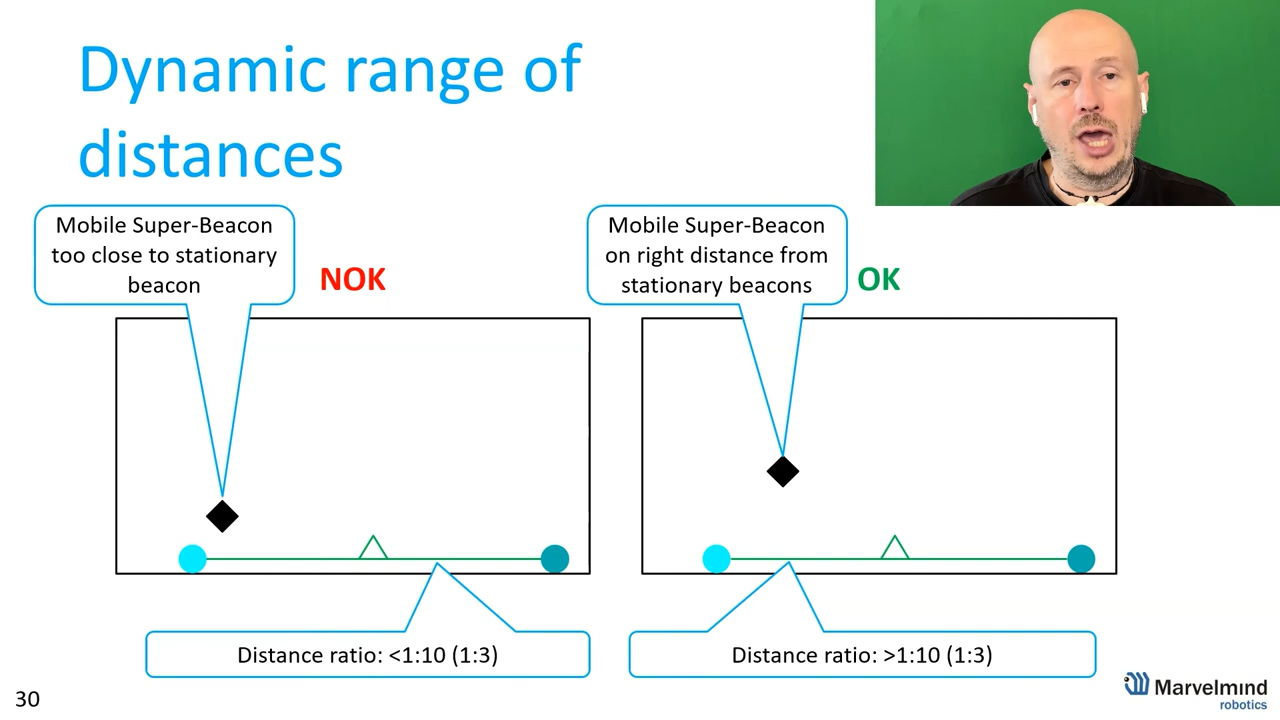 Dynamic range of
distances
Mobile Super-Beacon
too close to stationary
beacon
NOK
Mobile Super-Beacon
on right distance from
stationary beacons
OK
Distance ratio: <1:10 (1:3)
Distance ratio: >1:10 (1:3)
30
Marvelmind
robotics